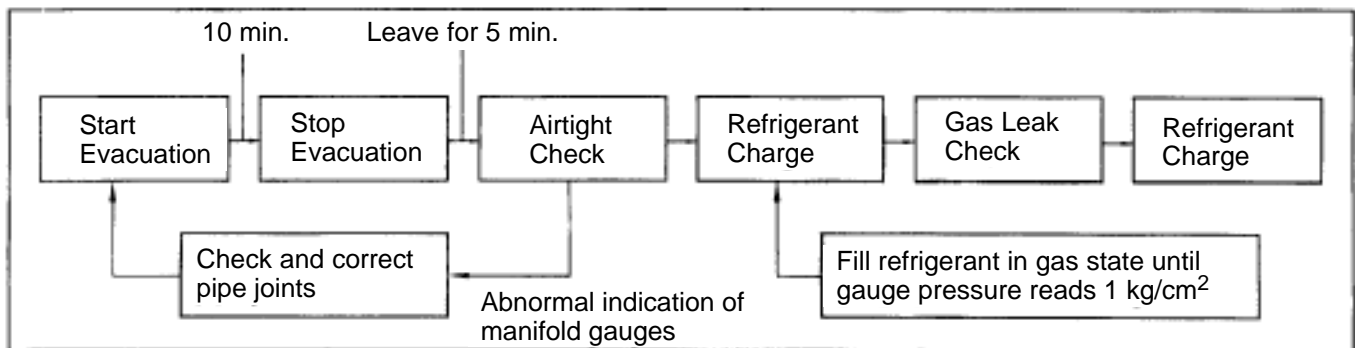 10 min.
Leave for 5 min.
Start
Evacuation
Stop
Evacuation
Airtight
Check
Refrigerant
Charge
Gas Leak
Check
Refrigerant
Charge
Check and correct
pipe joints
Abnormal indication of
manifold gauges
Fill refrigerant in gas state until
gauge pressure reads 1 kg/cm²